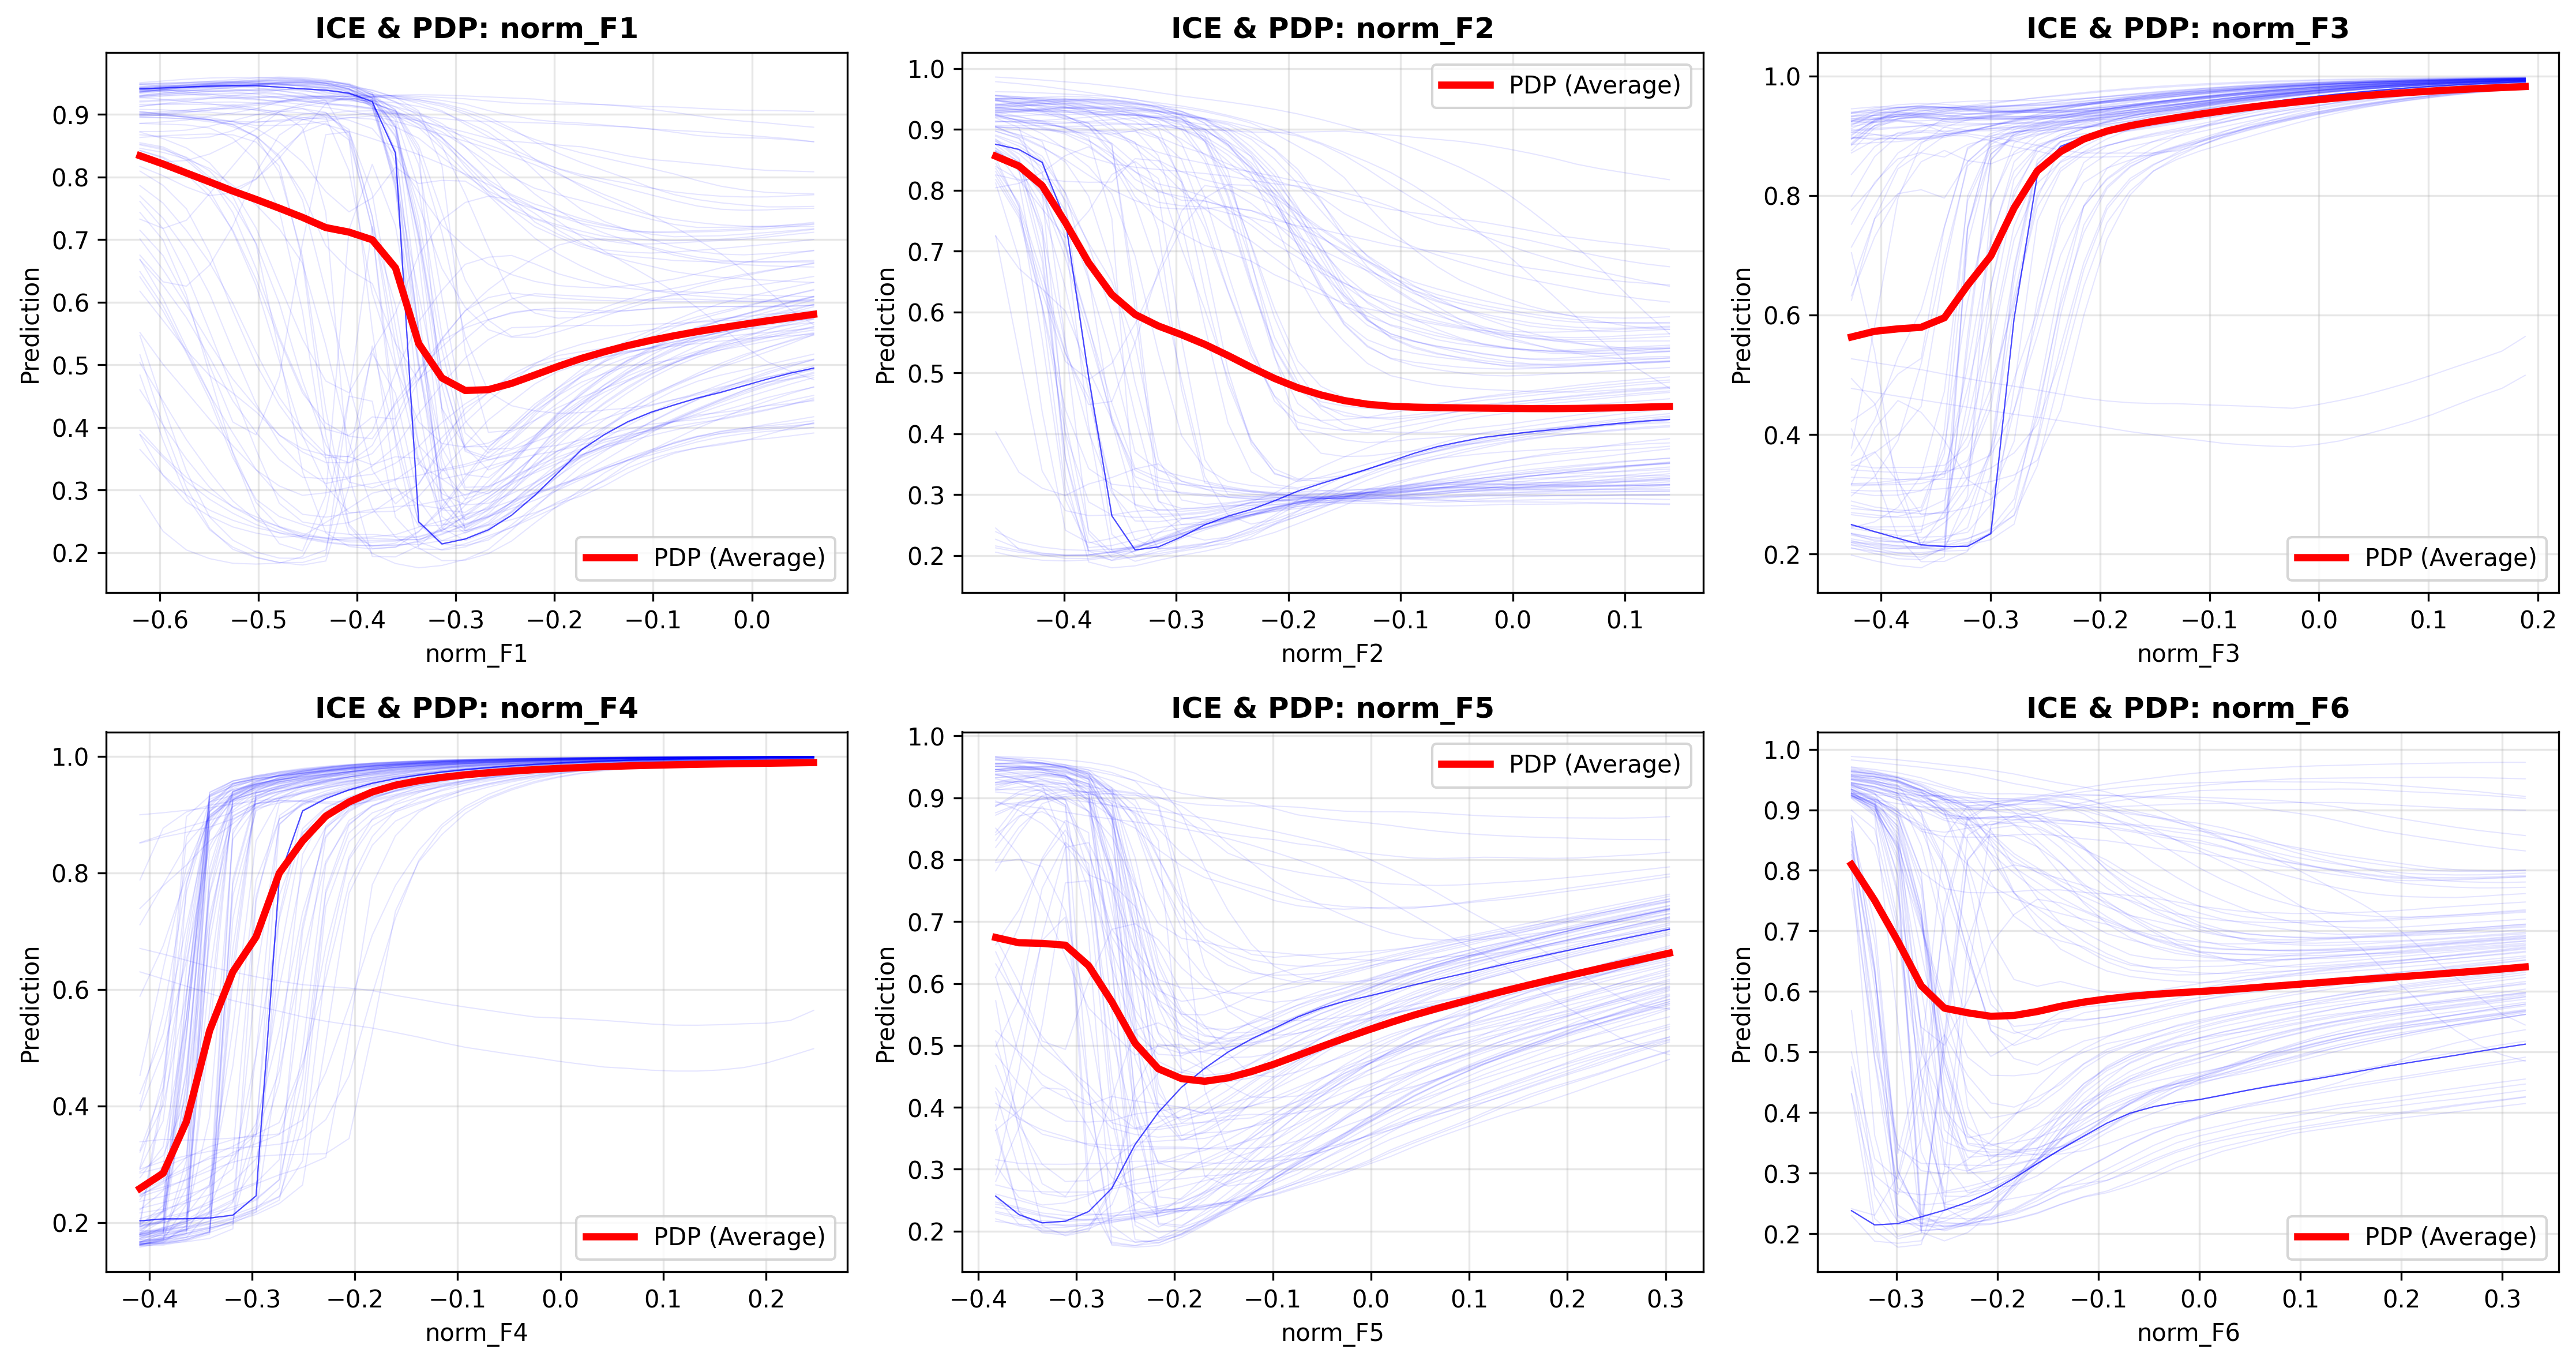 ICE & PDP: norm_F1
Prediction
0.9
0.8
0.7
0.6
0.5
0.4
0.3
0.2
PDP (Average)
−0.6 −0.5 −0.4 −0.3 −0.2 −0.1 0.0
norm_F1
ICE & PDP: norm_F2
Prediction
1.0
0.9
0.8
0.7
0.6
0.5
0.4
0.3
0.2
PDP (Average)
−0.4 −0.3 −0.2 −0.1 0.0 0.1
norm_F2
ICE & PDP: norm_F3
Prediction
1.0
0.8
0.6
0.4
0.2
PDP (Average)
−0.4 −0.3 −0.2 −0.1 0.0 0.1 0.2
norm_F3
ICE & PDP: norm_F4
Prediction
1.0
0.8
0.6
0.4
0.2
PDP (Average)
−0.4 −0.3 −0.2 −0.1 0.0 0.1 0.2
norm_F4
ICE & PDP: norm_F5
Prediction
1.0
0.9
0.8
0.7
0.6
0.5
0.4
0.3
0.2
PDP (Average)
−0.4 −0.3 −0.2 −0.1 0.0 0.1 0.2 0.3
norm_F5
ICE & PDP: norm_F6
Prediction
1.0
0.9
0.8
0.7
0.6
0.5
0.4
0.3
0.2
PDP (Average)
−0.3 −0.2 −0.1 0.0 0.1 0.2 0.3
norm_F6